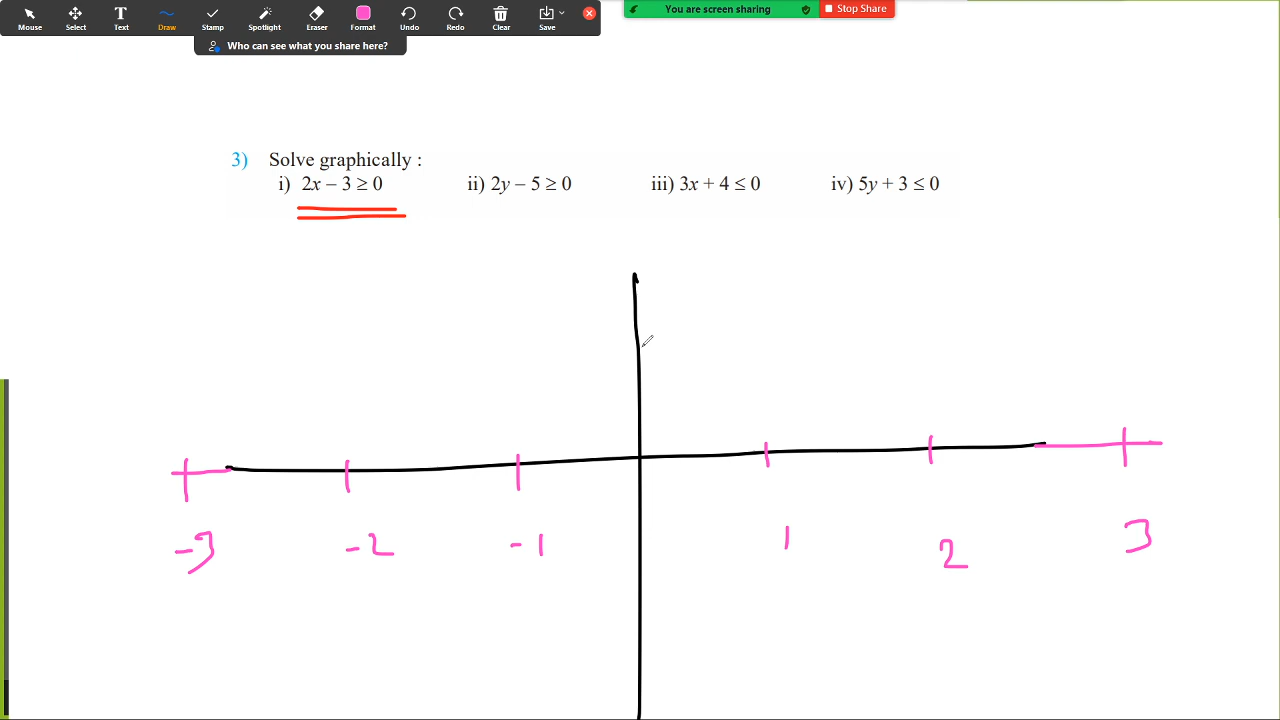 Mouse Select Text Draw Stamp Spotlight Eraser Format Undo Redo Clear Save
You are screen sharing Stop Share
Who can see what you share here?
3) Solve graphically :
i) 2x – 3 ≥ 0 ii) 2y – 5 ≥ 0 iii) 3x + 4 ≤ 0 iv) 5y + 3 ≤ 0
-3 -2 -1 1 2 3